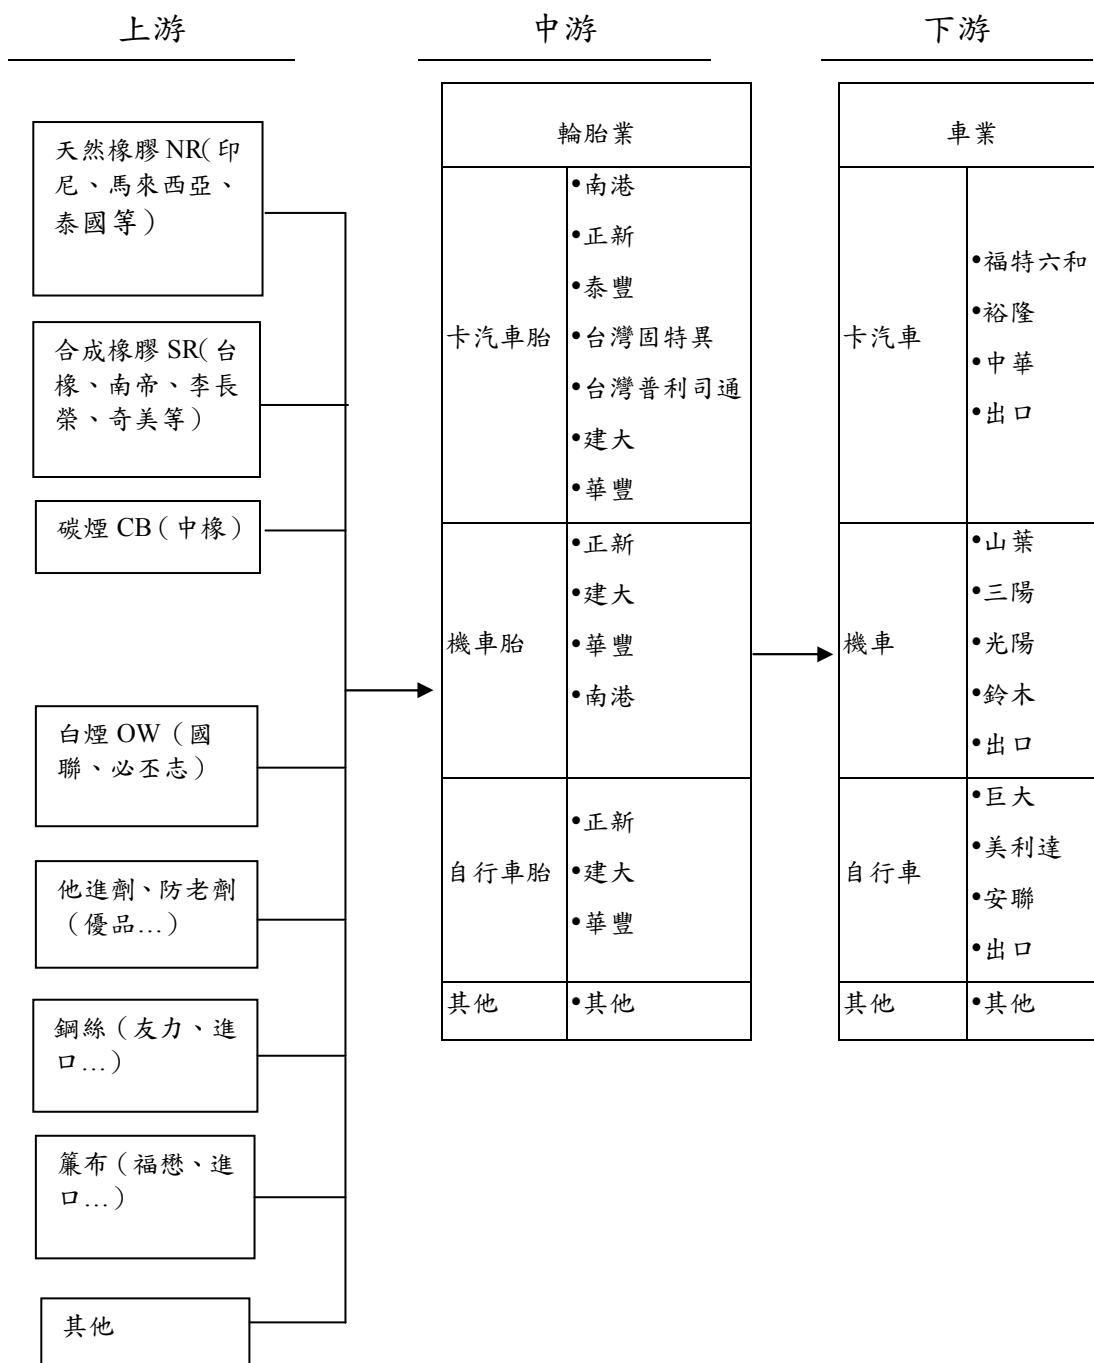 上游
中游
下游
天然橡膠 NR（印
尼、馬來西亞、
泰國等）
合成橡膠 SR（台
橡、南帝、李長
榮、奇美等）
碳煙 CB（中橡）
白煙 OW（國
聯、必丕志）
他進劑、防老劑
（優品…）
鋼絲（友力、進
口…）
簾布（福懋、進
口…）
其他
輪胎業
卡汽車胎
•南港
•正新
•泰豐
•台灣固特異
•台灣普利司通
•建大
•華豐
機車胎
•正新
•建大
•華豐
•南港
自行車胎
•正新
•建大
•華豐
其他
•其他
車業
卡汽車
•福特六和
•裕隆
•中華
•出口
機車
•山葉
•三陽
•光陽
•鈴木
•出口
自行車
•巨大
•美利達
•安聯
•出口
其他
•其他